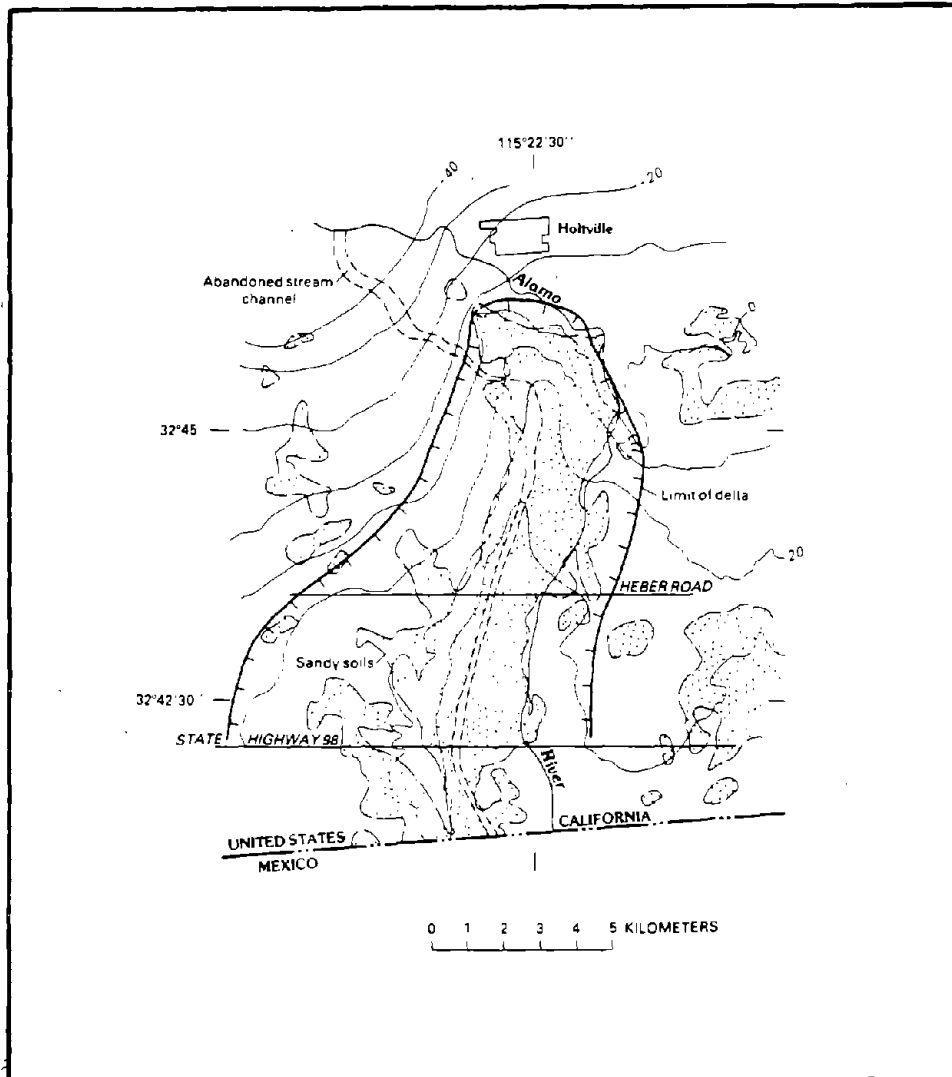 115°22'30''
-40
-20
Holtville
Abandoned stream
channel
Alamo
0
32°45
Limit of delta
20
HEBER ROAD
Sandy soils
32°42'30''
STATE HIGHWAY 98
River
UNITED STATES
CALIFORNIA
MEXICO
0 1 2 3 4 5 KILOMETERS